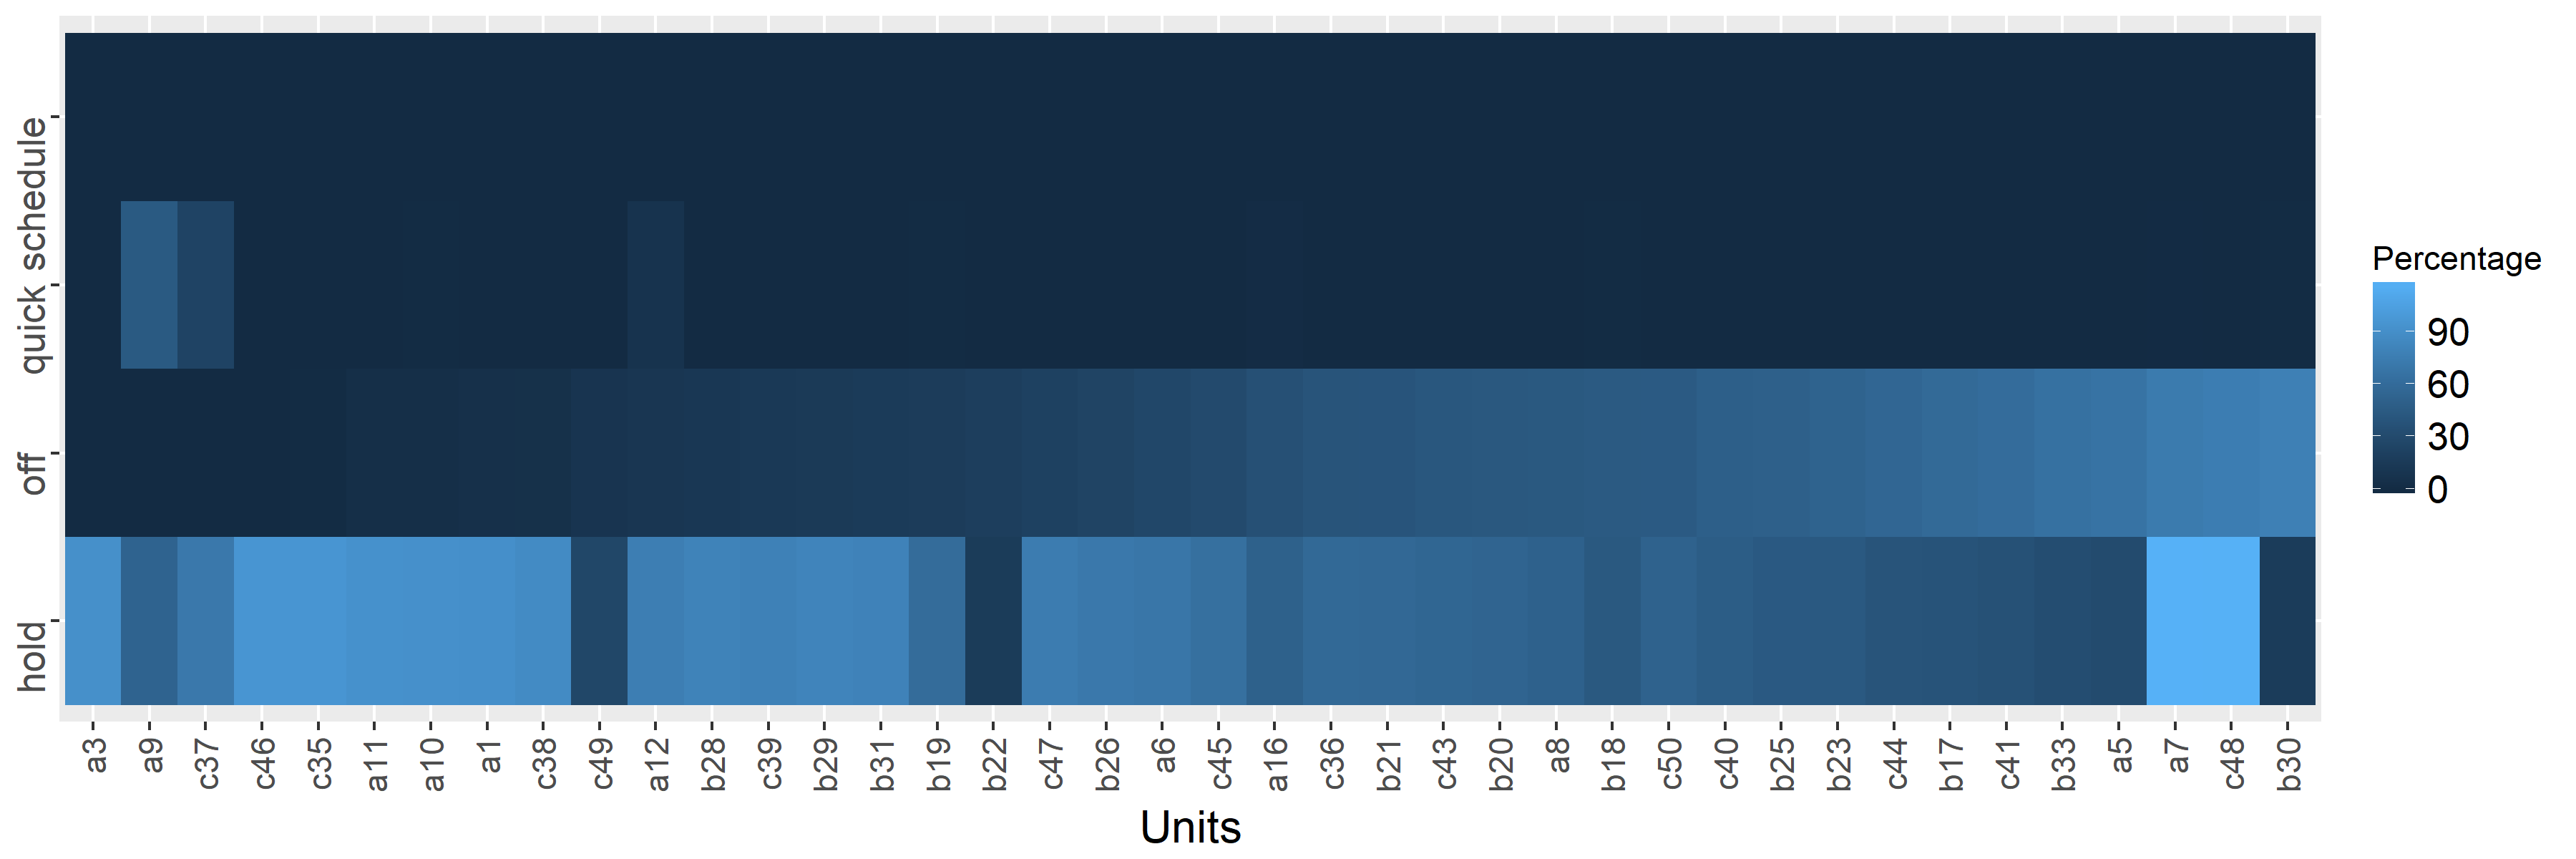 schedule
quick
off
hold
a3 a9 c37 c46 c35 a11 a10 a1 c38 c49 a12 b28 c39 b29 b31 b19 b22 c47 b26 a6 c45 a16 c36 b21 c43 b20 a8 b18 c50 c40 b25 b23 c44 b17 c41 b33 a5 a7 c48 b30
Units
Percentage
90
60
30
0